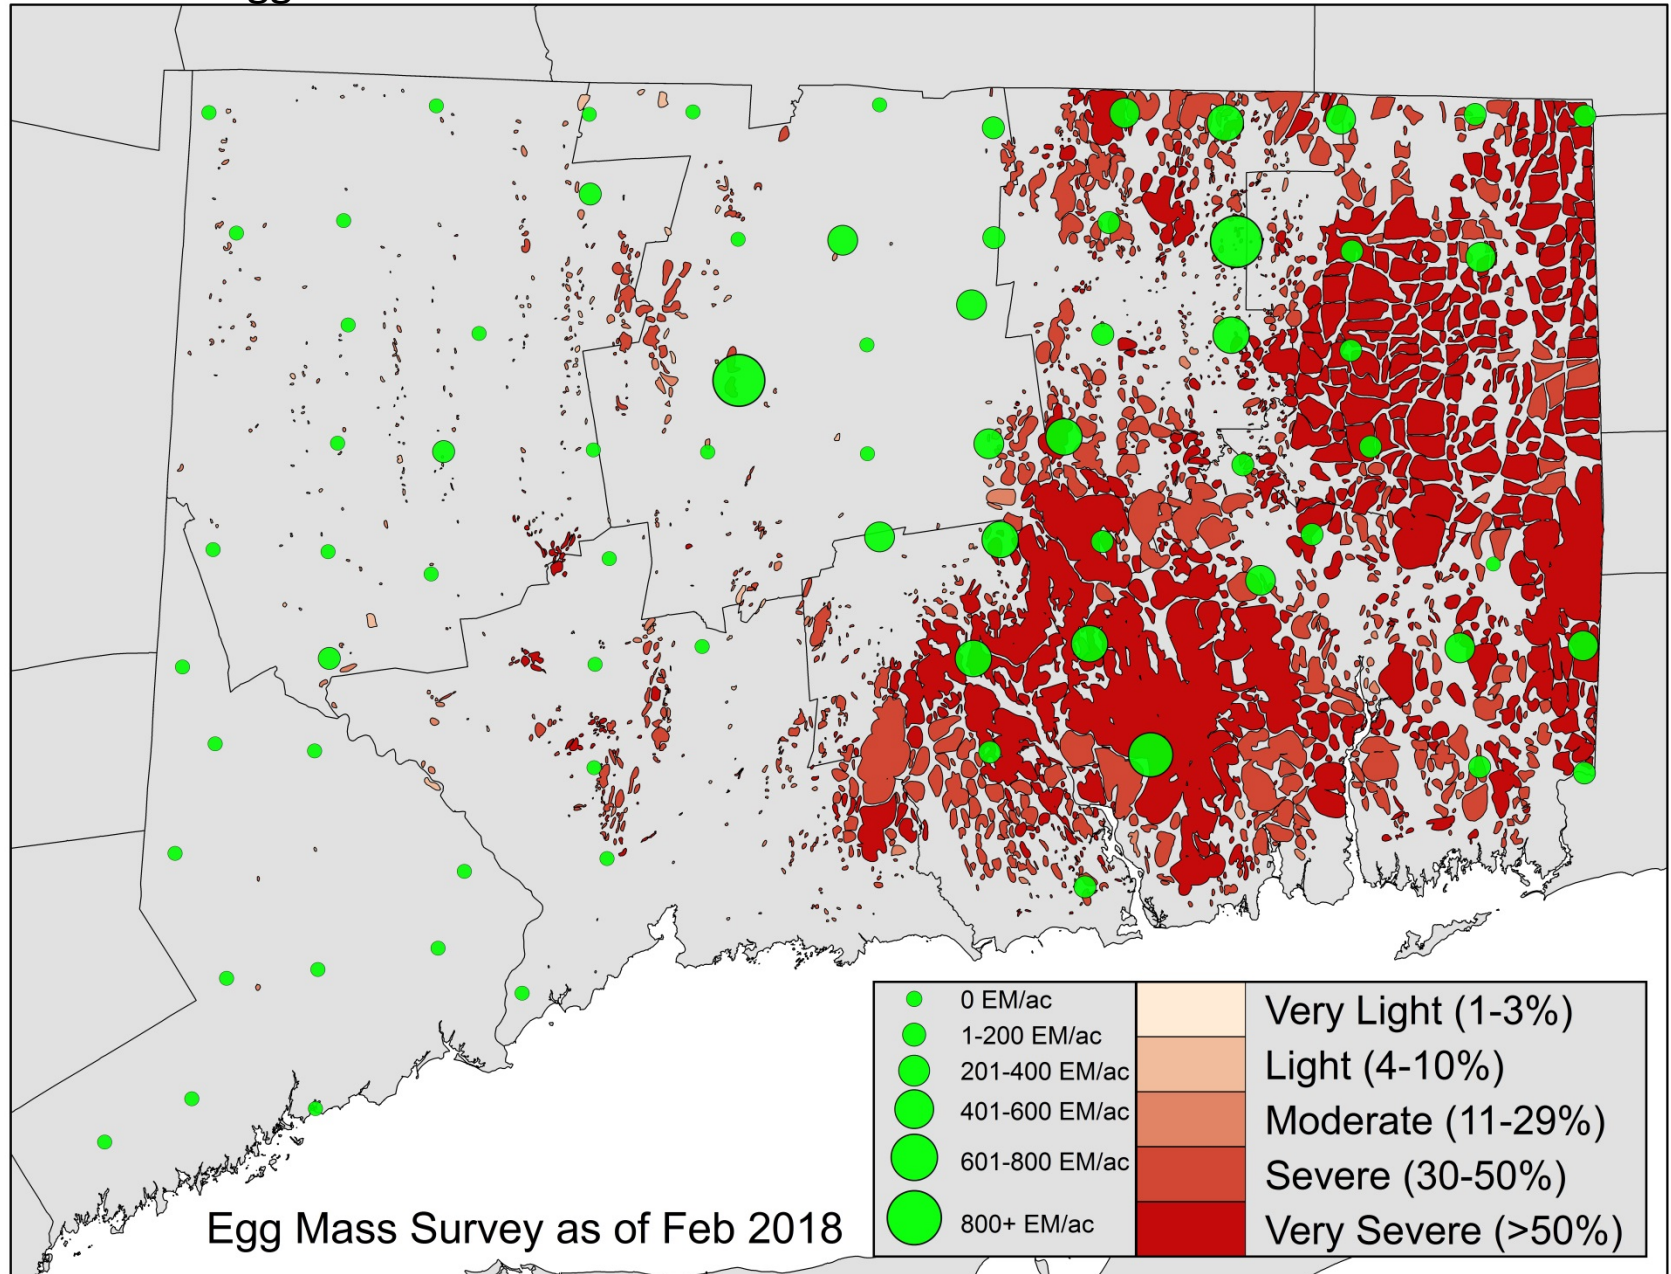 0 EM/ac
1-200 EM/ac
201-400 EM/ac
401-600 EM/ac
601-800 EM/ac
800+ EM/ac
Very Light (1-3%)
Light (4-10%)
Moderate (11-29%)
Severe (30-50%)
Very Severe (>50%)
Egg Mass Survey as of Feb 2018